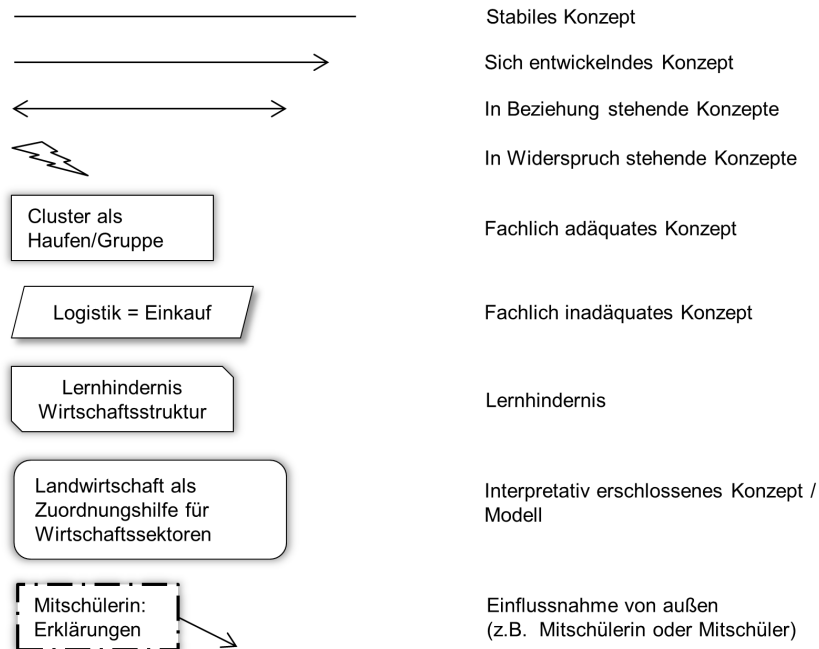 Stabiles Konzept
Sich entwickelndes Konzept
In Beziehung stehende Konzepte
In Widerspruch stehende Konzepte
Cluster als
Haufen/Gruppe
Fachlich adäquates Konzept
Logistik = Einkauf
Fachlich inadäquates Konzept
Lernhindernis
Wirtschaftsstruktur
Lernhindernis
Landwirtschaft als
Zuordnungshilfe für
Wirtschaftssektoren
Interpretativ erschlossenes Konzept /
Modell
Mitschülerin:
Erklärungen
Einflussnahme von außen
(z.B. Mitschülerin oder Mitschüler)